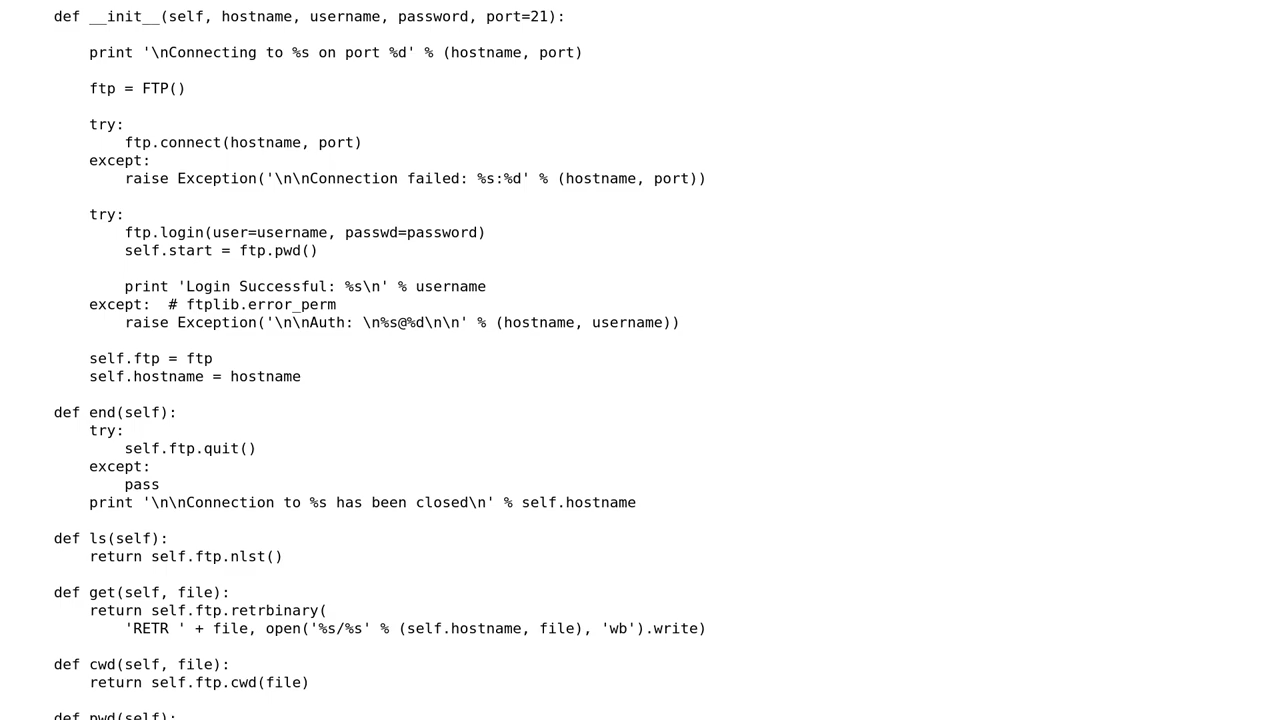 def __init__(self, hostname, username, password, port=21):
print '\nConnecting to %s on port %d' % (hostname, port)
ftp = FTP()
try:
ftp.connect(hostname, port)
except:
raise Exception('\n\nConnection failed: %s:%d' % (hostname, port))
try:
ftp.login(user=username, passwd=password)
self.start = ftp.pwd()
print 'Login Successful: %s\n' % username
except:  # ftplib.error_perm
raise Exception('\n\nAuth: \n%s@%d\n\n' % (hostname, username))
self.ftp = ftp
self.hostname = hostname
def end(self):
try:
self.ftp.quit()
except:
pass
print '\n\nConnection to %s has been closed\n' % self.hostname
def ls(self):
return self.ftp.nlst()
def get(self, file):
return self.ftp.retrbinary(
'RETR ' + file, open('%s/%s' % (self.hostname, file), 'wb').write)
def cwd(self, file):
return self.ftp.cwd(file)
def pwd(self):